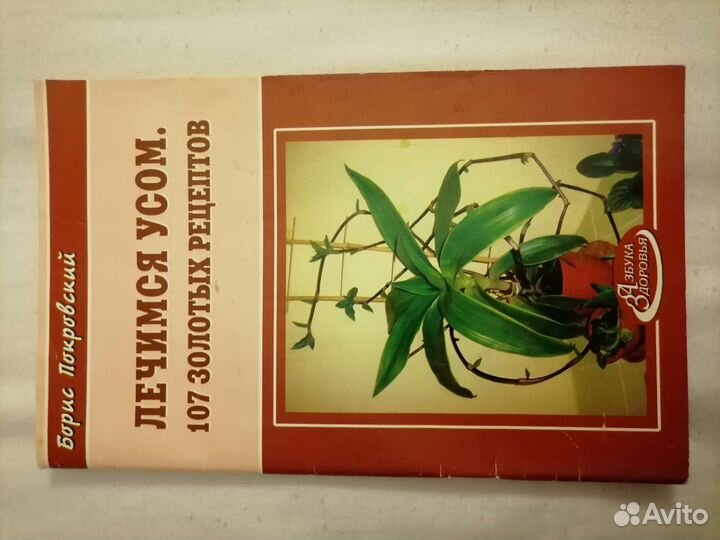 Борис Покровский
ЛЕЧИМСЯ УСОМ.
107 ЗОЛОТЫХ РЕЦЕПТОВ
АЗБУКА
ЗДОРОВЬЯ
Avito